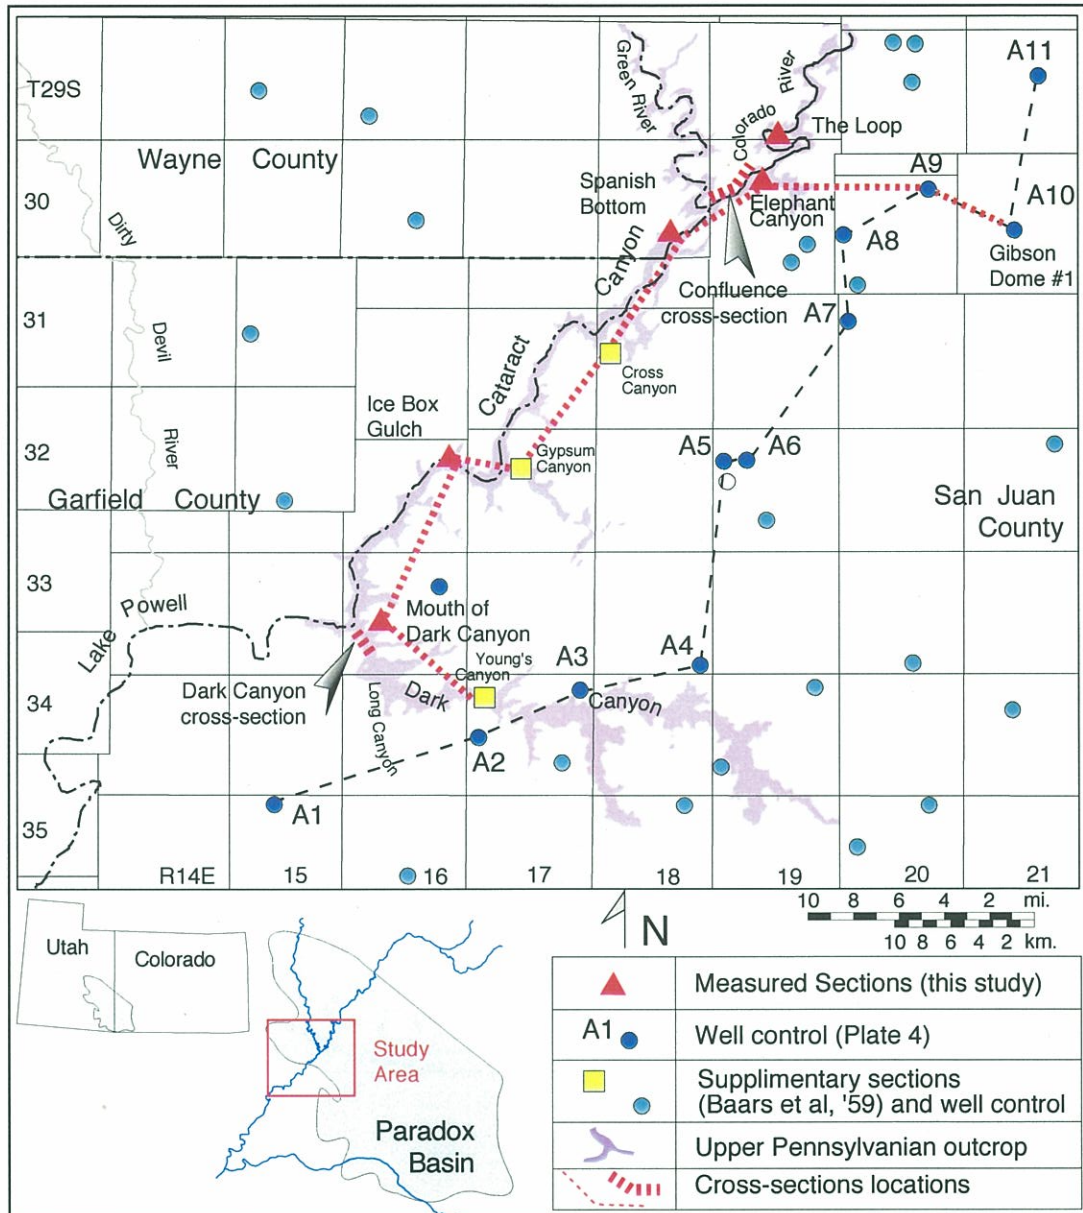 T29S
Wayne County
30
Dirty
Devil
River
31
32
Garfield County
33
Lake Powell
34
35
R14E
15
16
17
18
19
20
21
Green River
Colorado River
The Loop
Spanish
Bottom
Elephant
Canyon
Confluence
cross-section
Cataract Canyon
Cross
Canyon
Ice Box
Gulch
Gypsum
Canyon
Mouth of
Dark Canyon
Young's
Canyon
Dark Canyon
cross-section
Long Canyon
Dark Canyon
San Juan
County
A11
A9
A10
Gibson
Dome #1
A8
A7
A5
A6
A4
A3
A2
A1
N
10 8 6 4 2 mi.
10 8 6 4 2 km.
Utah
Colorado
Study
Area
Paradox
Basin
Measured Sections (this study)
A1
Well control (Plate 4)
Supplimentary sections
(Baars et al, '59) and well control
Upper Pennsylvanian outcrop
Cross-sections locations